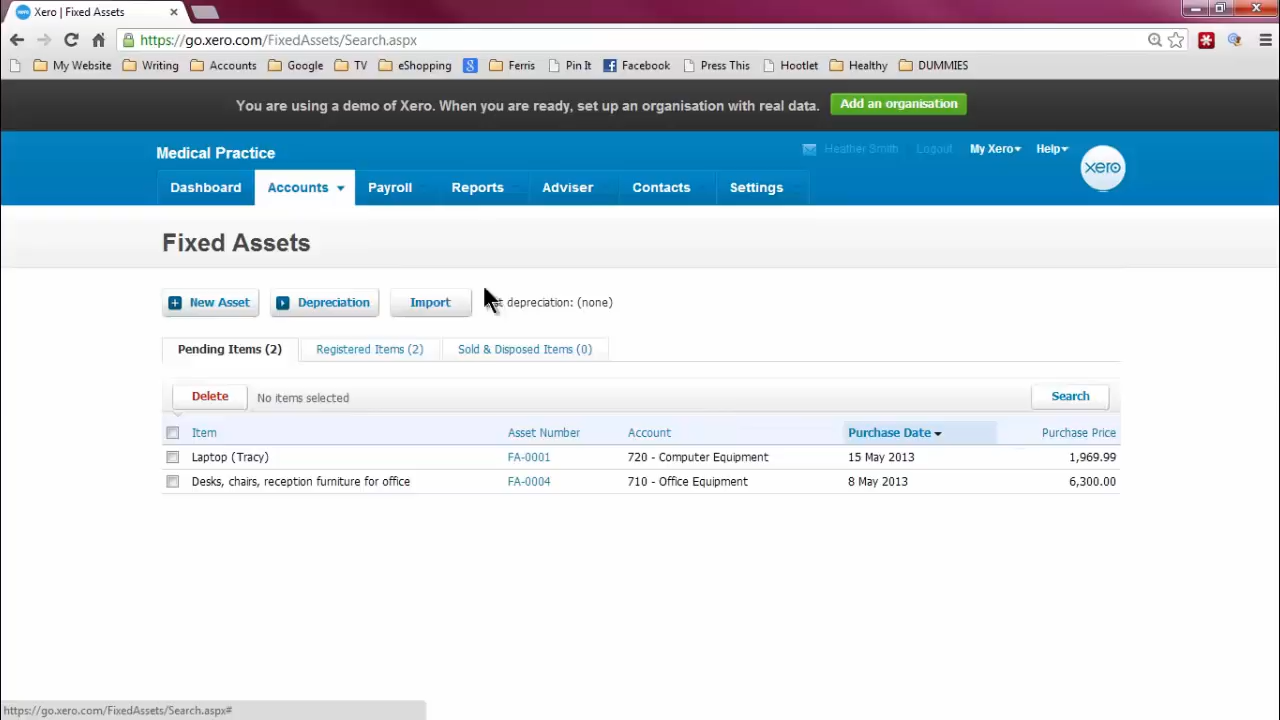 Xero | Fixed Assets
https://go.xero.com/FixedAssets/Search.aspx
My Website Writing Accounts Google TV eShopping Ferris Pin It Facebook Press This Hootlet Healthy DUMMIES
You are using a demo of Xero. When you are ready, set up an organisation with real data. Add an organisation
Medical Practice
Heather Smith Logout My Xero Help
xero
Dashboard Accounts Payroll Reports Adviser Contacts Settings
Fixed Assets
New Asset Depreciation Import depreciation: (none)
Pending Items (2) Registered Items (2) Sold & Disposed Items (0)
Delete No items selected Search
Item Asset Number Account Purchase Date Purchase Price
Laptop (Tracy) FA-0001 720 - Computer Equipment 15 May 2013 1,969.99
Desks, chairs, reception furniture for office FA-0004 710 - Office Equipment 8 May 2013 6,300.00
https://go.xero.com/FixedAssets/Search.aspx#